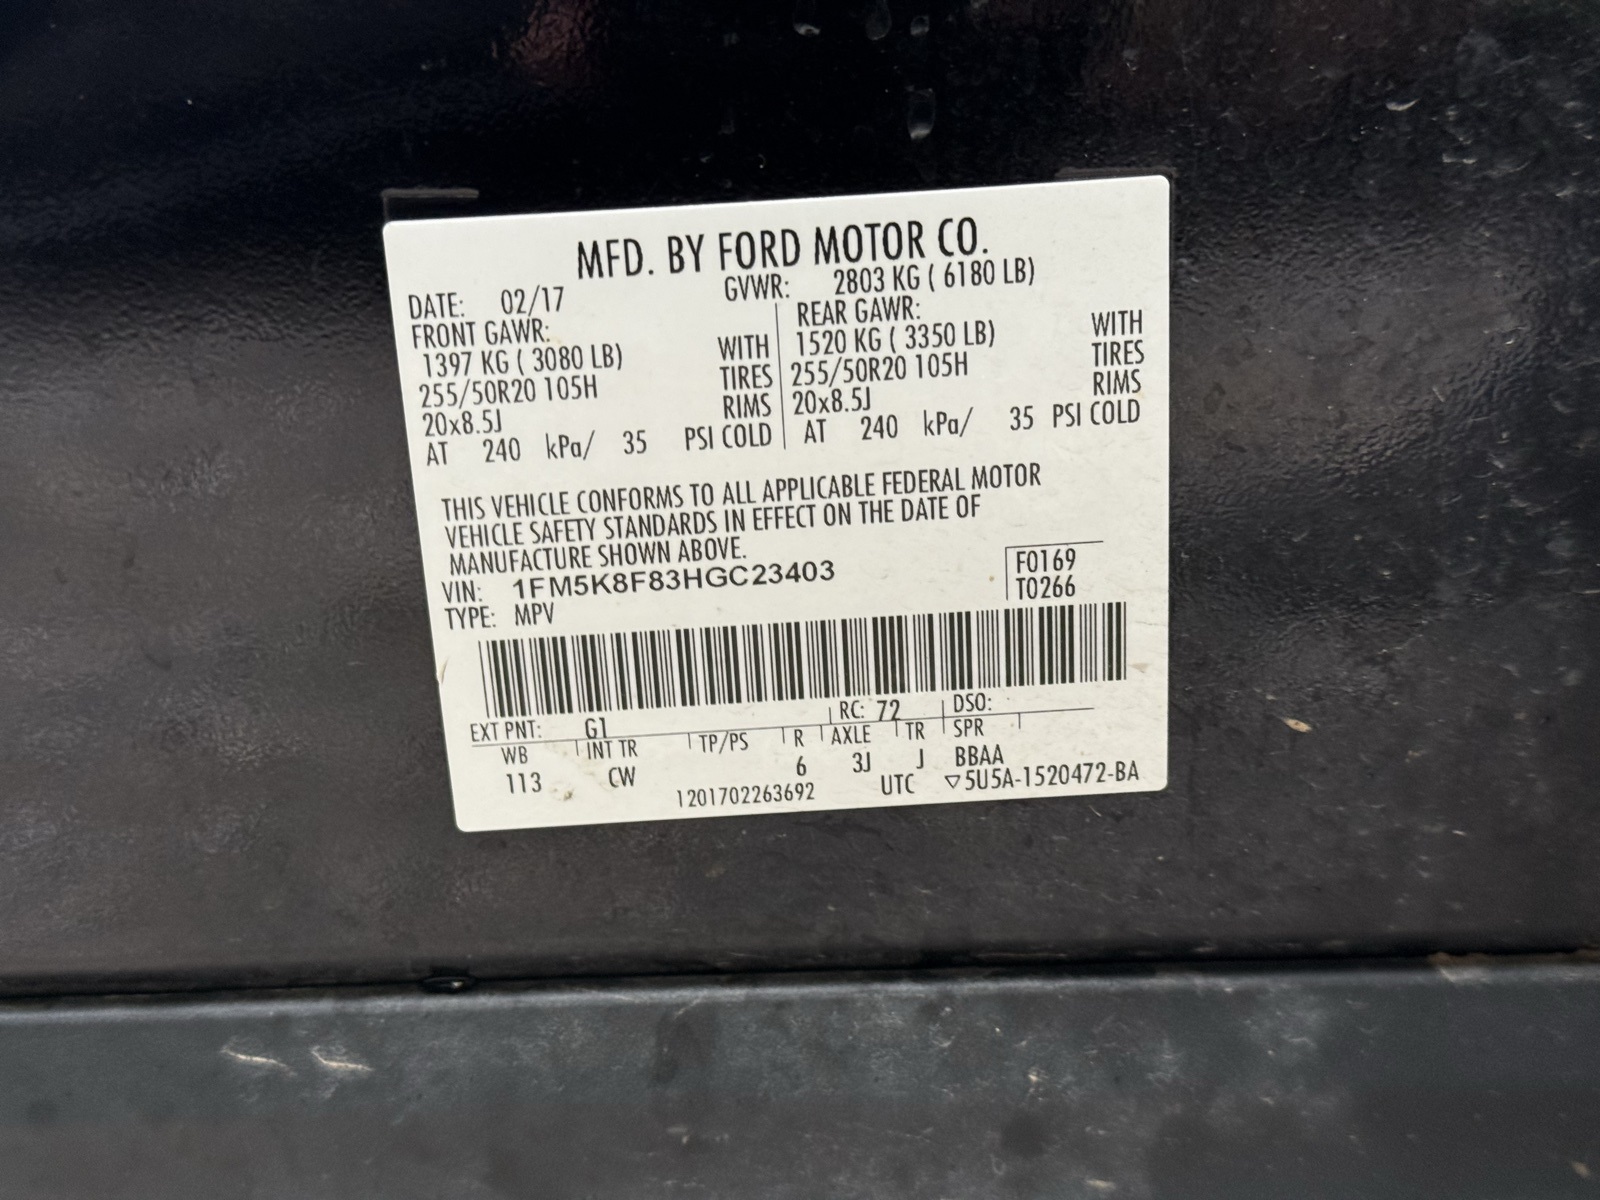 MFD. BY FORD MOTOR CO.
DATE: 02/17 GVWR: 2803 KG ( 6180 LB)
FRONT GAWR: REAR GAWR:
1397 KG ( 3080 LB) WITH 1520 KG ( 3350 LB) WITH
255/50R20 105H TIRES 255/50R20 105H TIRES
20x8.5J RIMS 20x8.5J RIMS
AT 240 kPa/ 35 PSI COLD AT 240 kPa/ 35 PSI COLD
THIS VEHICLE CONFORMS TO ALL APPLICABLE FEDERAL MOTOR
VEHICLE SAFETY STANDARDS IN EFFECT ON THE DATE OF
MANUFACTURE SHOWN ABOVE.
VIN: 1FM5K8F83HGC23403 F0169
TYPE: MPV T0266
EXT PNT: G1 RC: 72 DSO:
WB INT TR TP/PS R AXLE TR SPR
113 CW 6 3J J BBAA
1201702263692 UTC ▽5U5A-1520472-BA